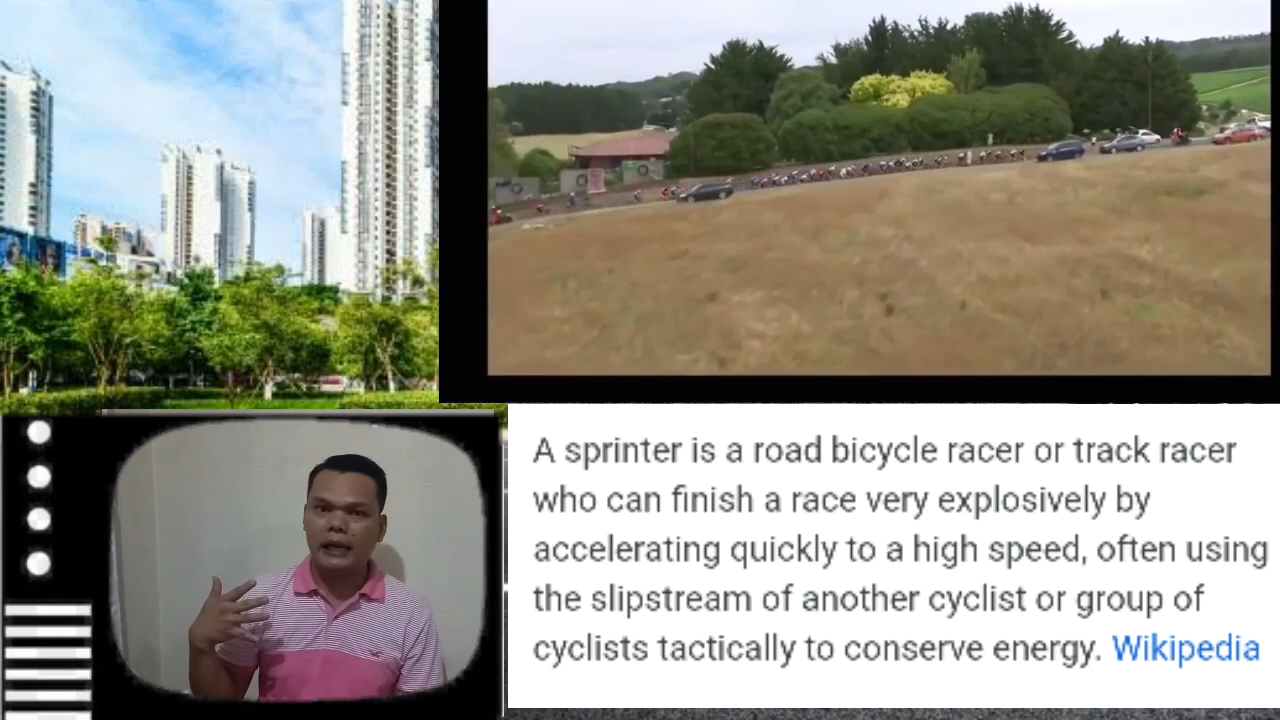 A sprinter is a road bicycle racer or track racer
who can finish a race very explosively by
accelerating quickly to a high speed, often using
the slipstream of another cyclist or group of
cyclists tactically to conserve energy. Wikipedia